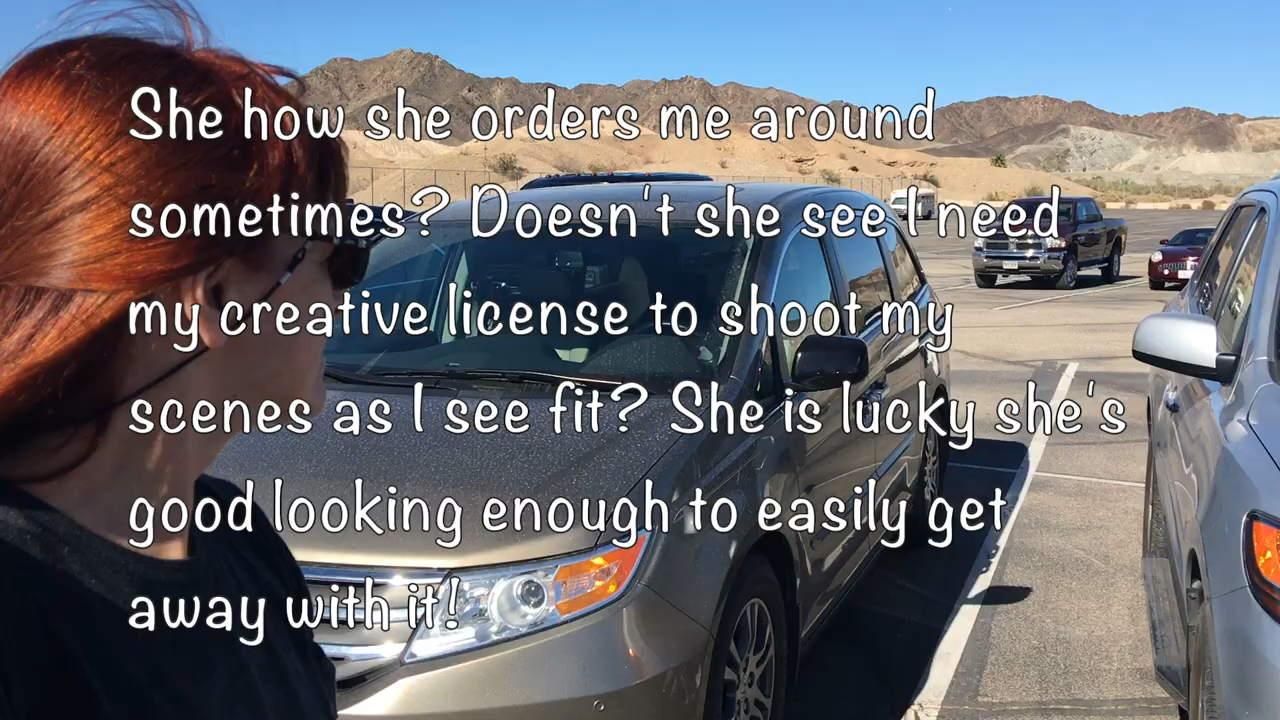 She how she orders me around
sometimes? Doesn't she see I need
my creative license to shoot my
scenes as I see fit? She is lucky she's
good looking enough to easily get
away with it!